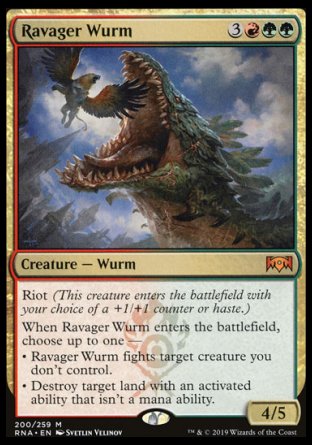 Ravager Wurm 3
Creature — Wurm
Riot (This creature enters the battlefield with
your choice of a +1/+1 counter or haste.)
When Ravager Wurm enters the battlefield,
choose up to one —
• Ravager Wurm fights target creature you
don't control.
• Destroy target land with an activated
ability that isn't a mana ability.
4/5
200/259 M
RNA • EN Svetlin Velinov
™ & © 2019 Wizards of the Coast